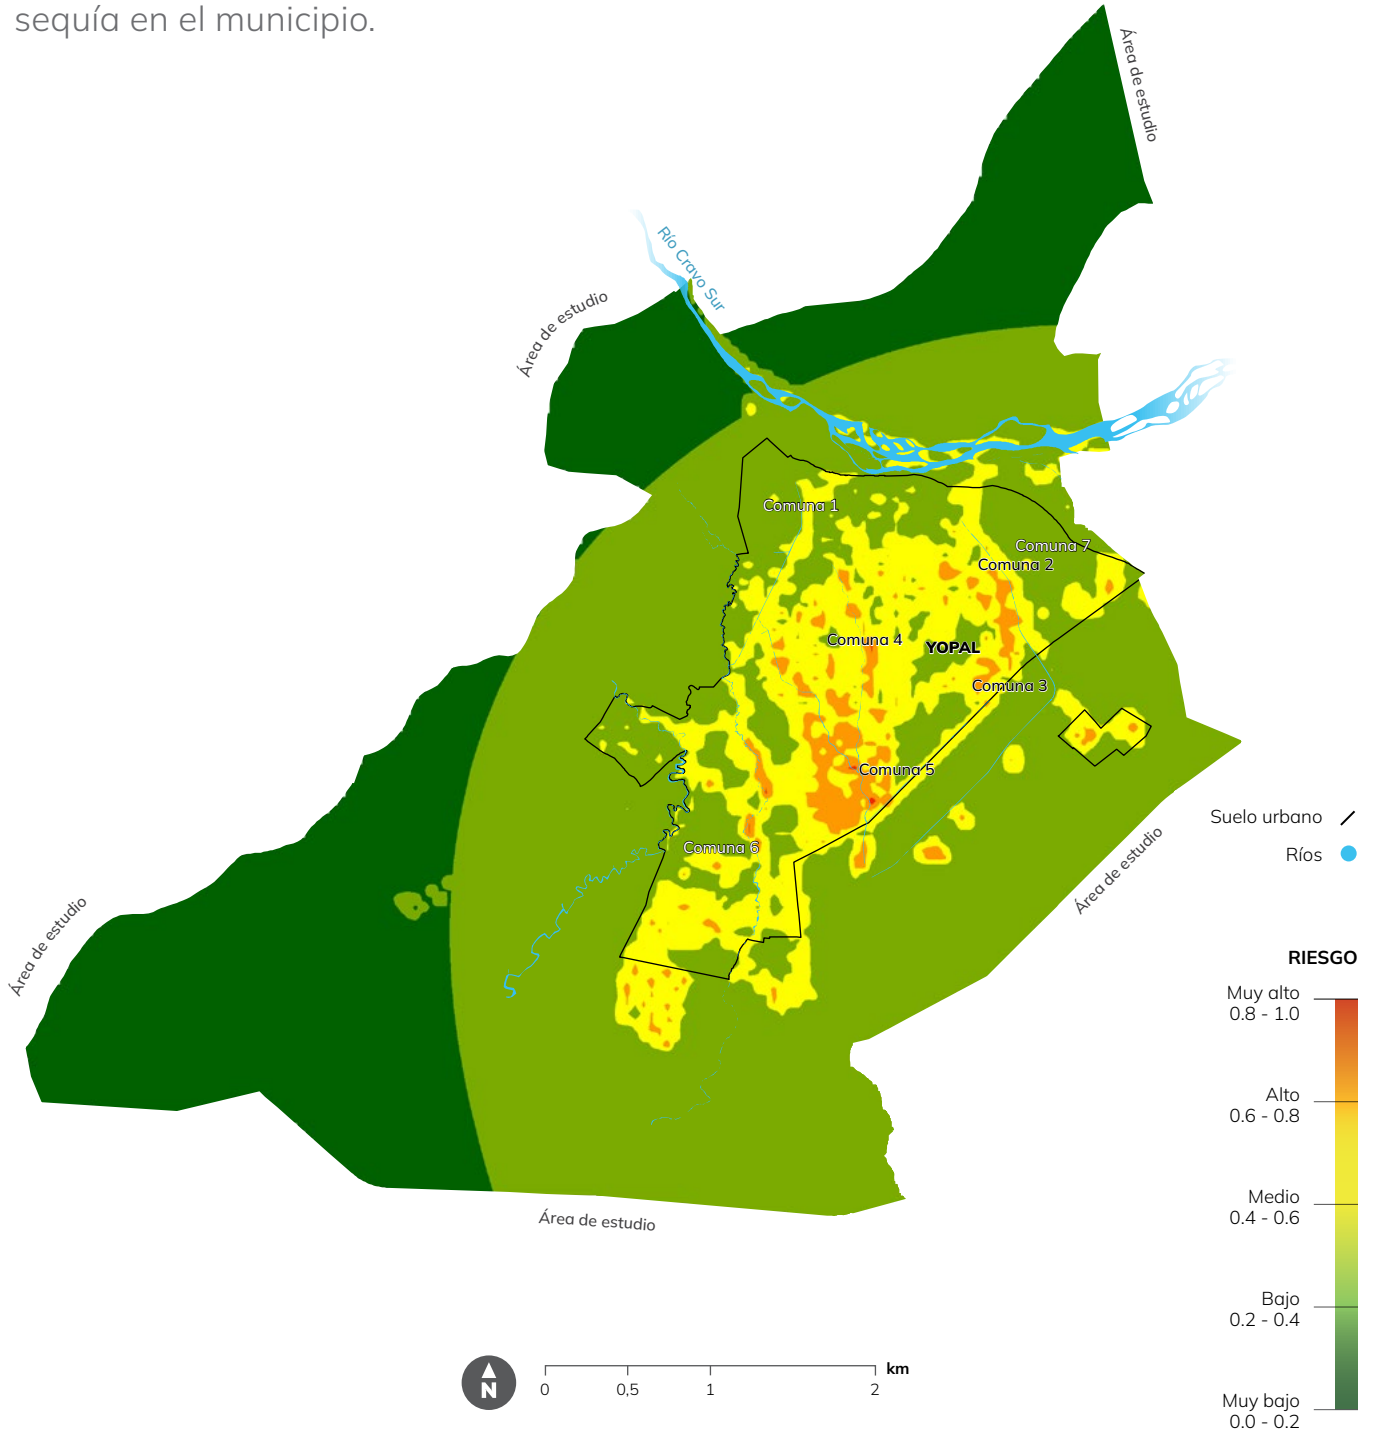 sequía en el municipio.
Área de estudio
Río Cravo Sur
Área de estudio
Comuna 1
Comuna 7
Comuna 2
Comuna 4
YOPAL
Comuna 3
Comuna 5
Comuna 6
Suelo urbano
Ríos
Área de estudio
Área de estudio
RIESGO
Muy alto
0.8 - 1.0
Alto
0.6 - 0.8
Medio
0.4 - 0.6
Bajo
0.2 - 0.4
Muy bajo
0.0 - 0.2
Área de estudio
N
km
0 0,5 1 2